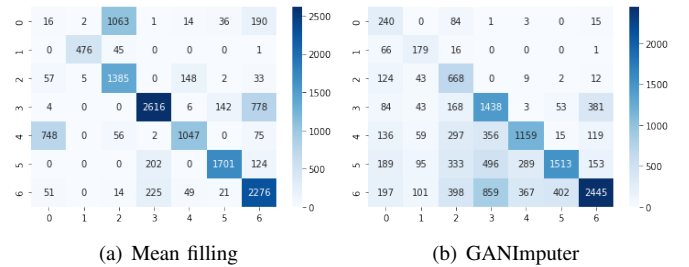 0 16 2 1063 1 14 36 190
1 0 476 45 0 0 0 1
2 57 5 1385 0 148 2 33
3 4 0 0 2616 6 142 778
4 748 0 56 2 1047 0 75
5 0 0 0 202 0 1701 124
6 51 0 14 225 49 21 2276
0 1 2 3 4 5 6
2500
2000
1500
1000
500
0
(a) Mean filling
0 240 0 84 1 3 0 15
1 66 179 16 0 0 0 1
2 124 43 668 0 9 2 12
3 84 43 168 1438 3 53 381
4 136 59 297 356 1159 15 119
5 189 95 333 496 289 1513 153
6 197 101 398 859 367 402 2445
0 1 2 3 4 5 6
2000
1500
1000
500
0
(b) GANImputer